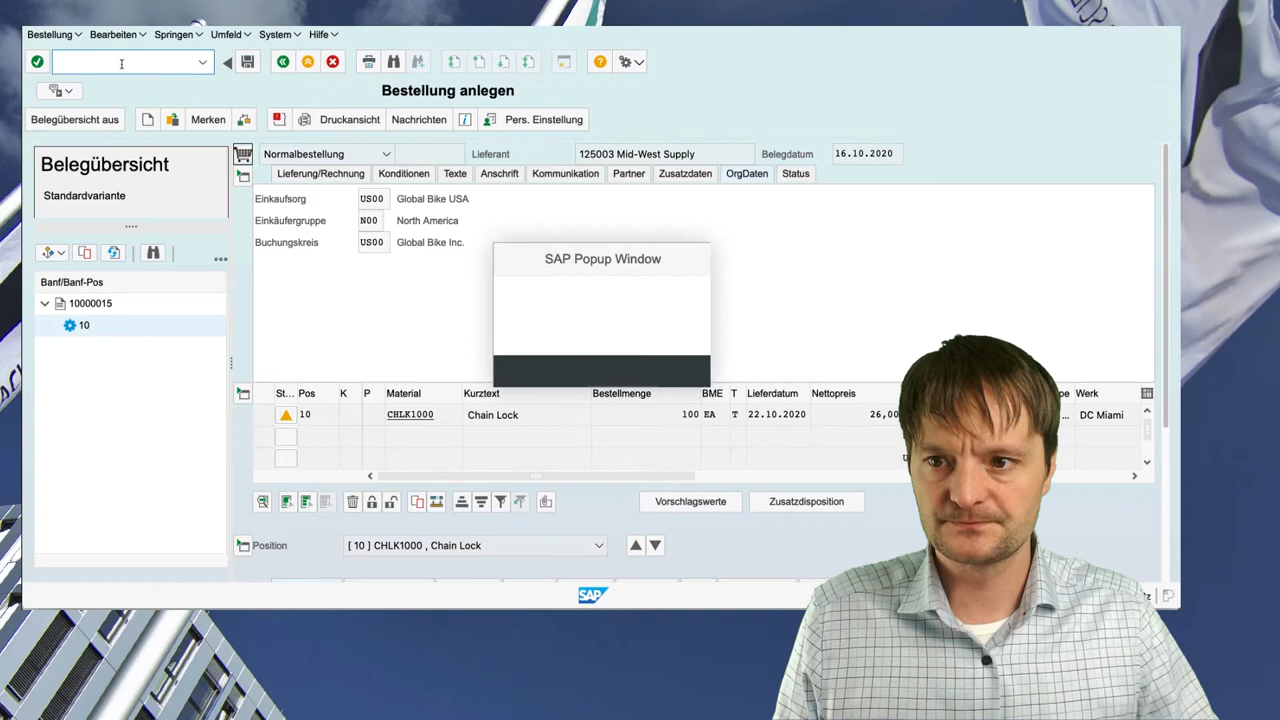 Bestellung Bearbeiten Springen Umfeld System Hilfe
Bestellung anlegen
Belegübersicht aus Merken Druckansicht Nachrichten Pers. Einstellung
Belegübersicht
Standardvariante
Normalbestellung Lieferant 125003 Mid-West Supply Belegdatum 16.10.2020
Lieferung/Rechnung Konditionen Texte Anschrift Kommunikation Partner Zusatzdaten OrgDaten Status
Einkaufsorg US00 Global Bike USA
Einkäufergruppe N00 North America
Buchungskreis US00 Global Bike Inc.
SAP Popup Window
Banf/Banf-Pos
10000015
10
St... Pos K P Material Kurztext Bestellmenge BME T Lieferdatum Nettopreis Werk
10 CHLK1000 Chain Lock 100 EA T 22.10.2020 26,00 ... DC Miami
Vorschlagswerte Zusatzdisposition
Position [ 10 ] CHLK1000 , Chain Lock
SAP